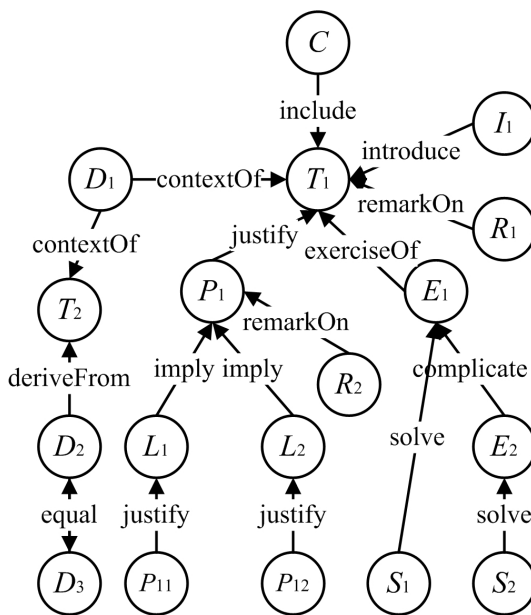 C
include
I₁
introduce
D₁
contextOf
T₁
remarkOn
R₁
contextOf
justify
exerciseOf
T₂
P₁
remarkOn
E₁
deriveFrom
imply imply
R₂
complicate
D₂
L₁
L₂
solve
E₂
equal
justify
justify
solve
D₃
P₁₁
P₁₂
S₁
S₂